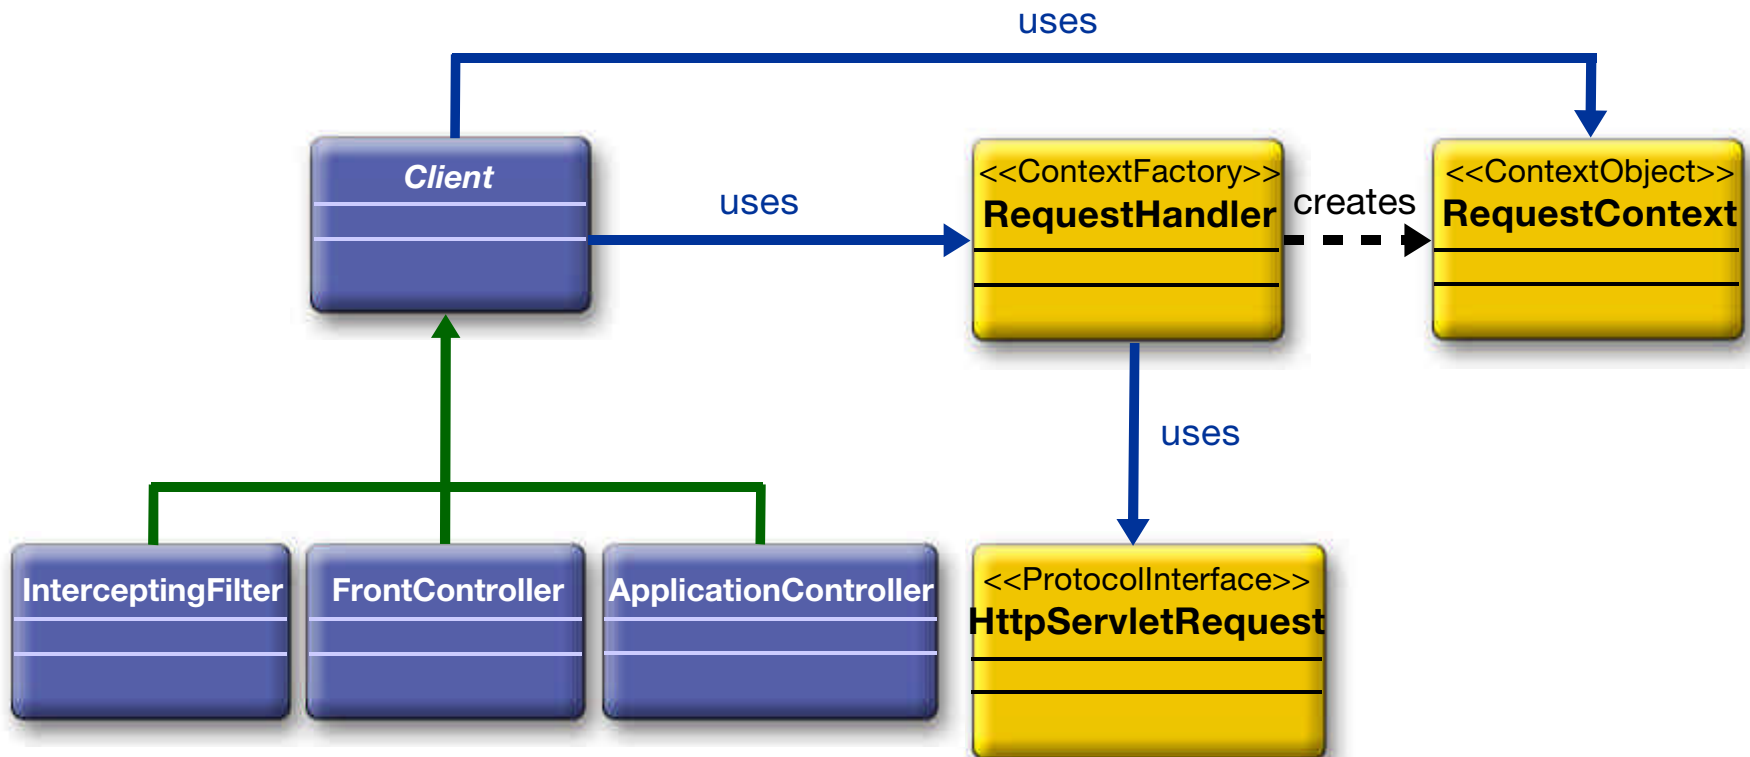 uses
Client
uses
<<ContextFactory>>
RequestHandler
creates
<<ContextObject>>
RequestContext
uses
InterceptingFilter
FrontController
ApplicationController
<<ProtocolInterface>>
HttpServletRequest